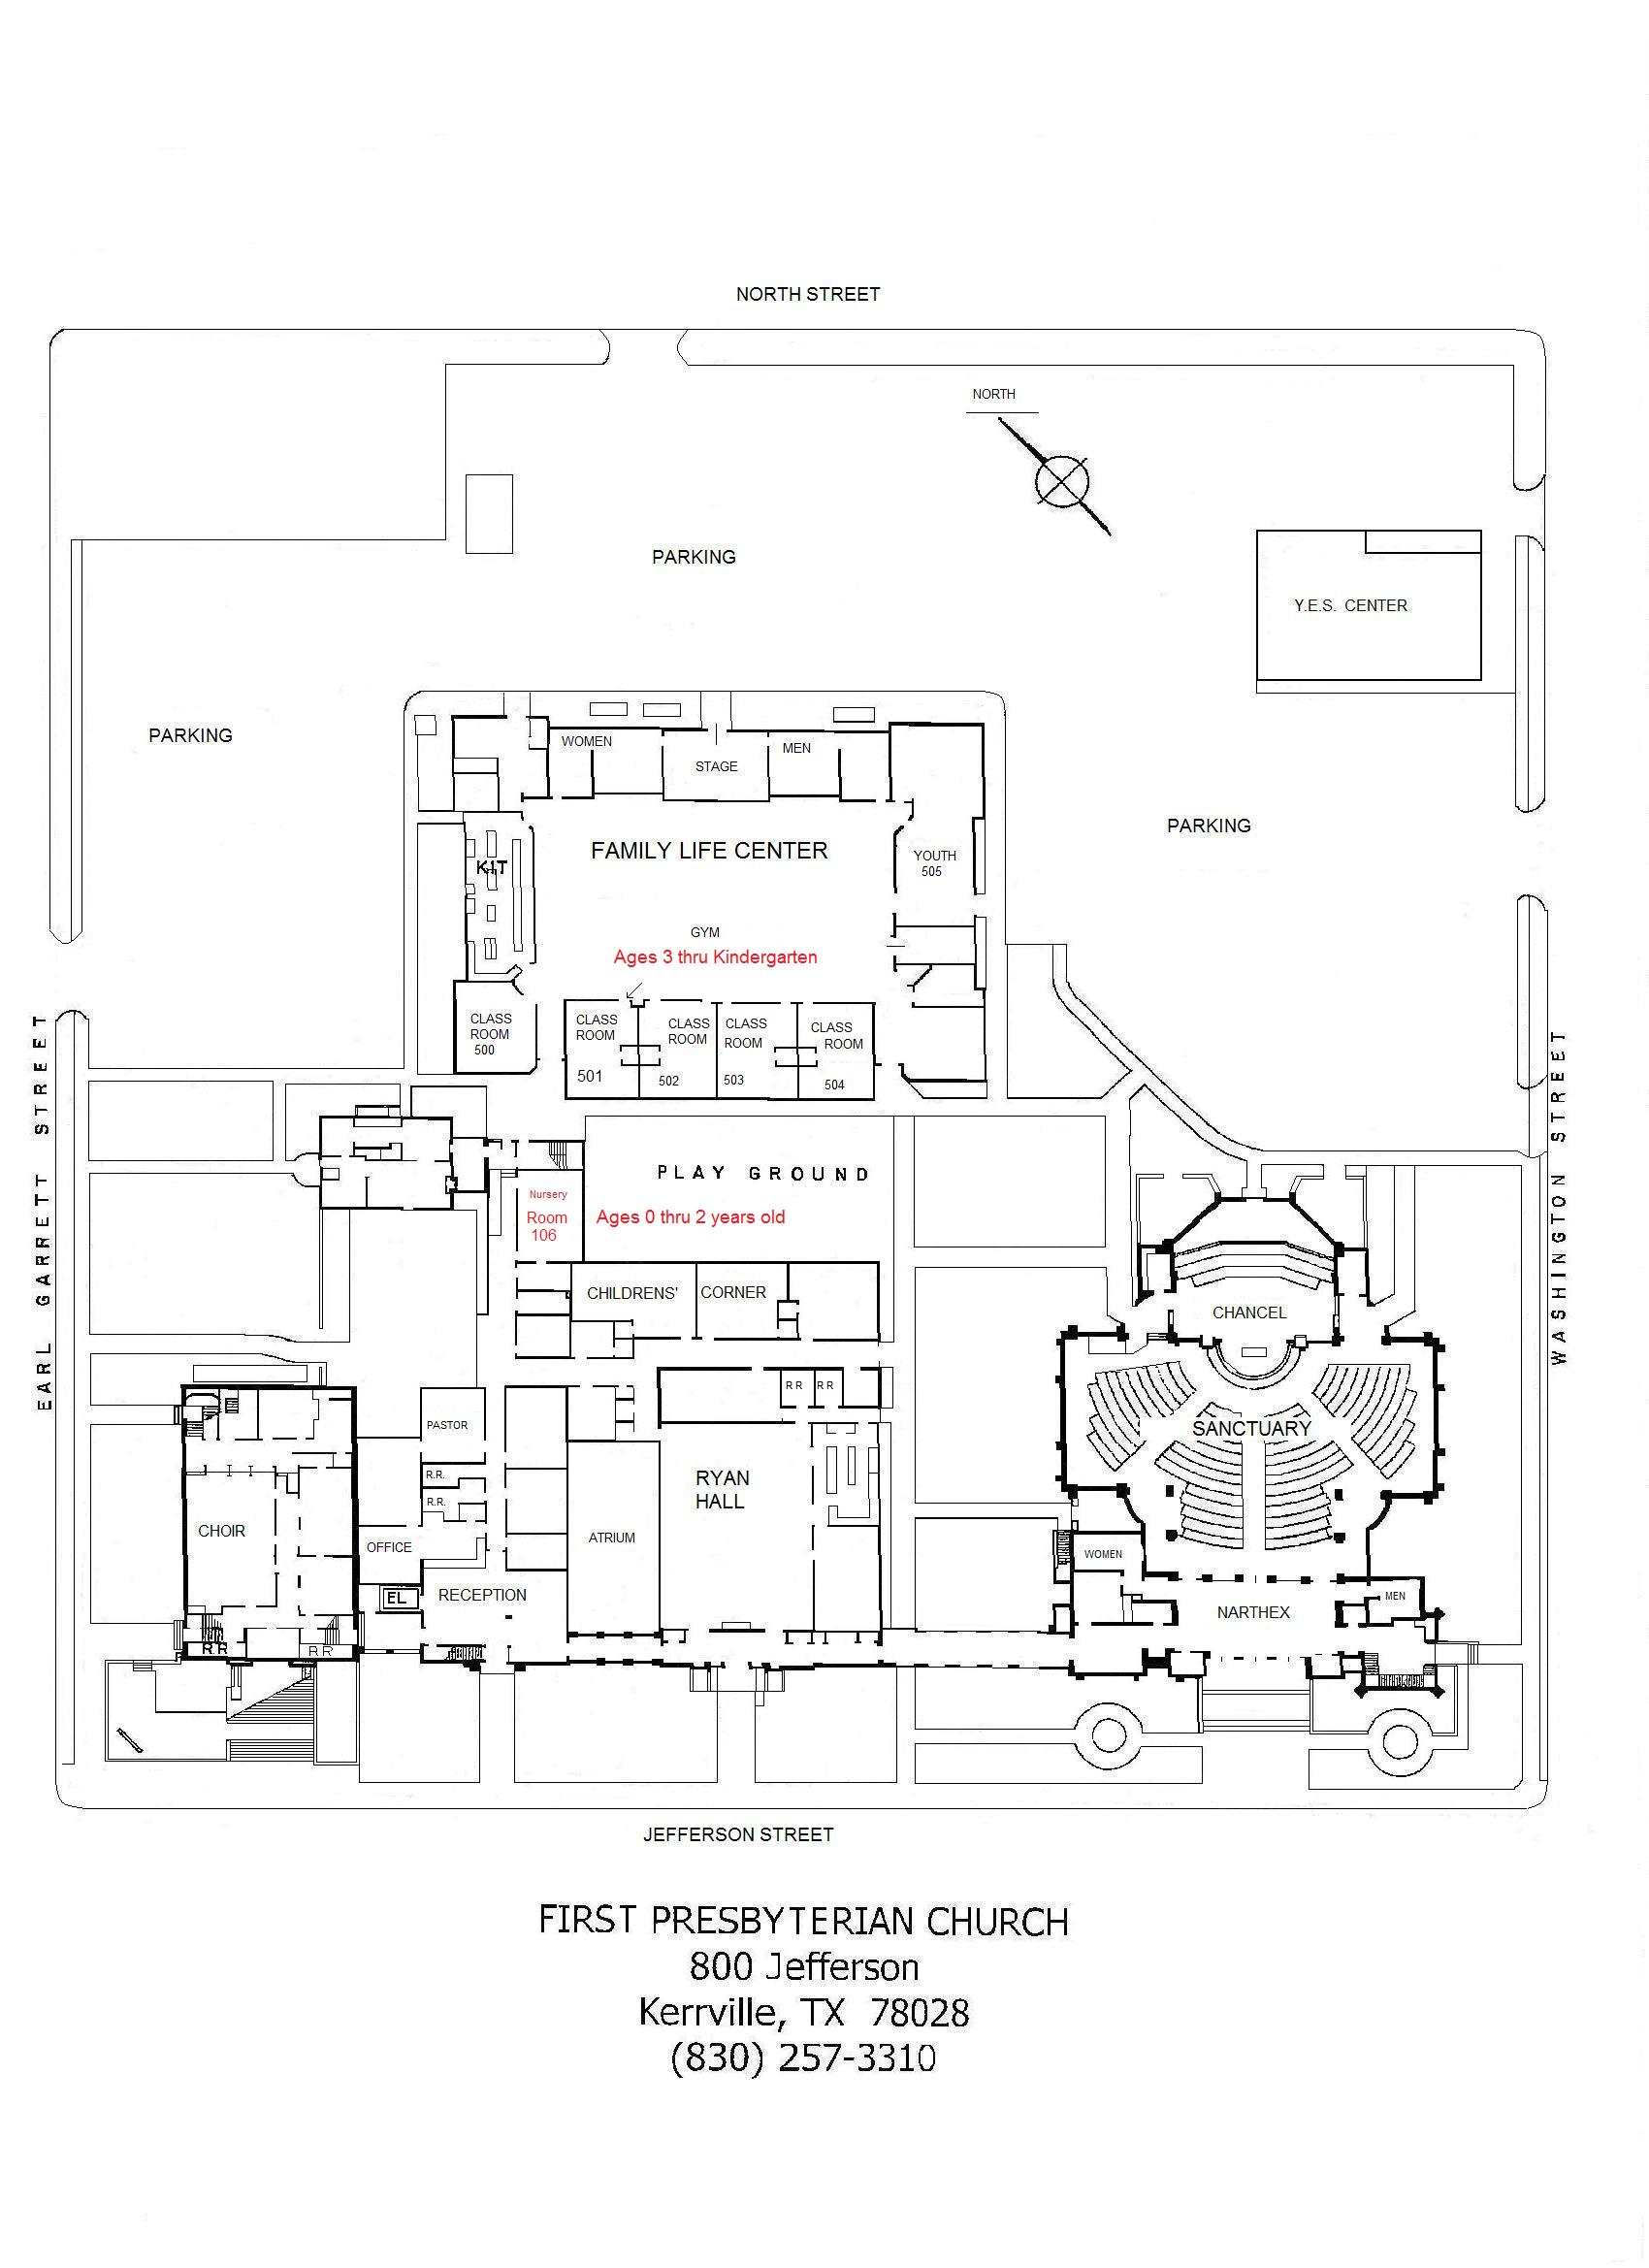 NORTH STREET
NORTH
PARKING
Y.E.S. CENTER
PARKING
WOMEN
STAGE
MEN
PARKING
FAMILY LIFE CENTER
KIT
YOUTH
505
GYM
Ages 3 thru Kindergarten
CLASS
ROOM
500
CLASS
ROOM
501
CLASS
ROOM
502
CLASS
ROOM
503
CLASS
ROOM
504
EARL GARRETT STREET
WASHINGTON STREET
PLAY GROUND
Nursery
Room
106
Ages 0 thru 2 years old
CHILDRENS'
CORNER
CHANCEL
RR
RR
PASTOR
SANCTUARY
R.R.
R.R.
RYAN
HALL
CHOIR
OFFICE
ATRIUM
WOMEN
EL
RECEPTION
MEN
NARTHEX
RR
RR
JEFFERSON STREET
FIRST PRESBYTERIAN CHURCH
800 Jefferson
Kerrville, TX 78028
(830) 257-3310